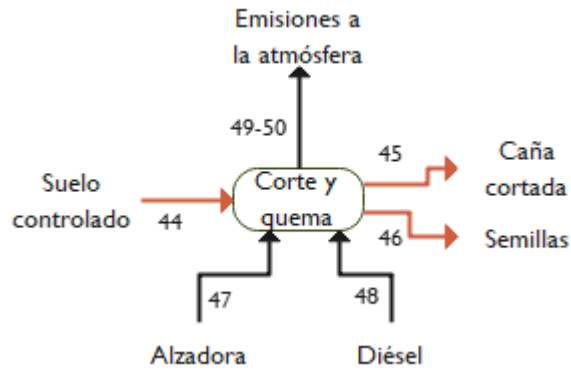 Emisiones a
la atmósfera
49-50
45
Caña
cortada
Suelo
controlado
44
Corte y
quema
46
Semillas
47
48
Alzadora
Diésel